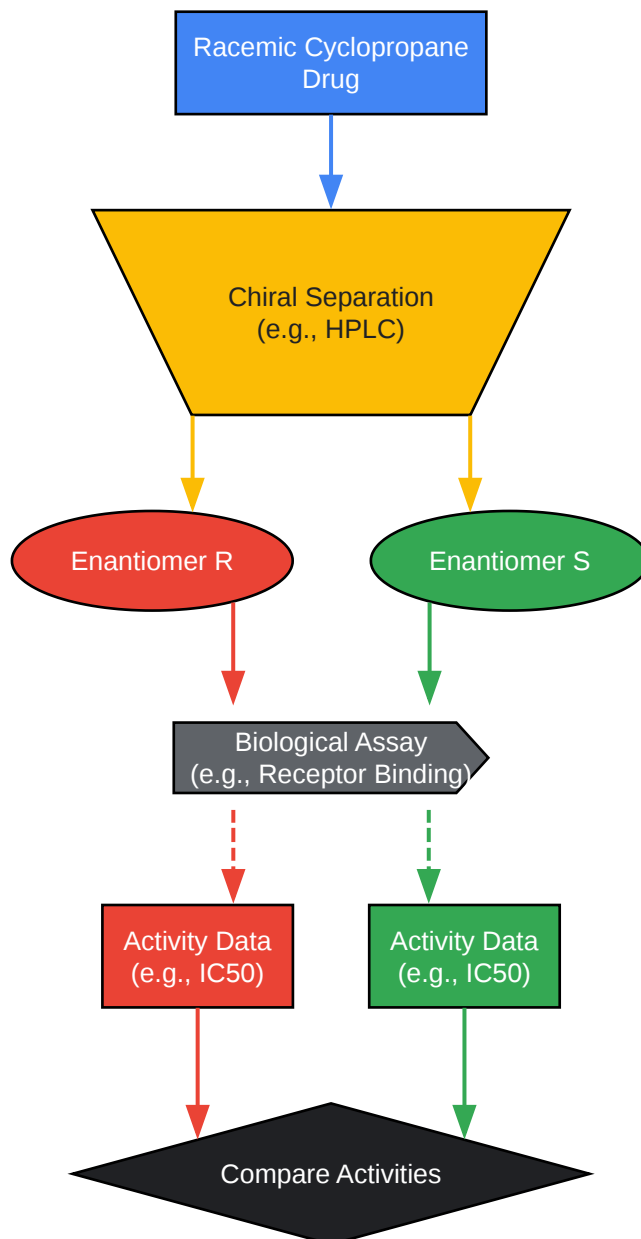 Racemic Cyclopropane
Drug
Chiral Separation
(e.g., HPLC)
Enantiomer R
Enantiomer S
Biological Assay
(e.g., Receptor Binding)
Activity Data
(e.g., IC50)
Activity Data
(e.g., IC50)
Compare Activities